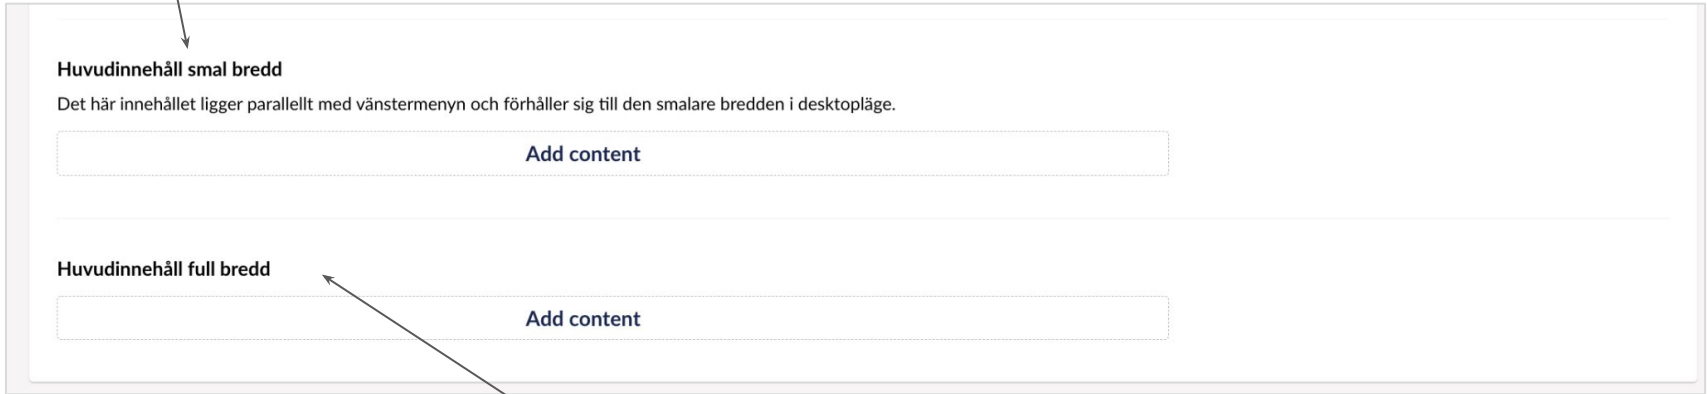 Huvudinnehåll smal bredd
Det här innehållet ligger parallellt med vänstermenyn och förhåller sig till den smalare bredden i desktopläge.
Add content
Huvudinnehåll full bredd
Add content